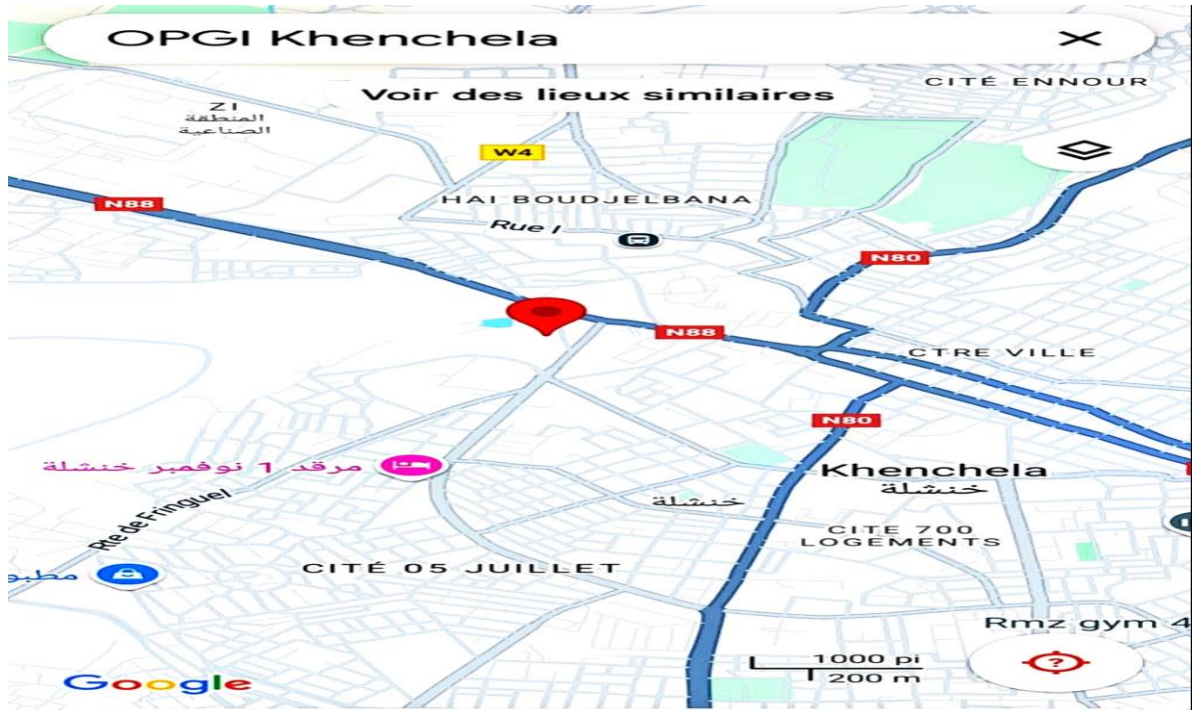 OPGI Khenchela
Voir des lieux similaires
CITÉ ENNOUR
ZI
المنطقة
الصناعية
W4
N88
HAI BOUDJELBANA
Rue I
N80
N88
CTRE VILLE
N80
مرقد 1 نوفمبر خنشلة
Khenchela
خنشلة
خنشلة
Rte de Fringuel
CITE 700
LOGEMENTS
CITÉ 05 JUILLET
Rmz gym 4
1000 pi
200 m
Google